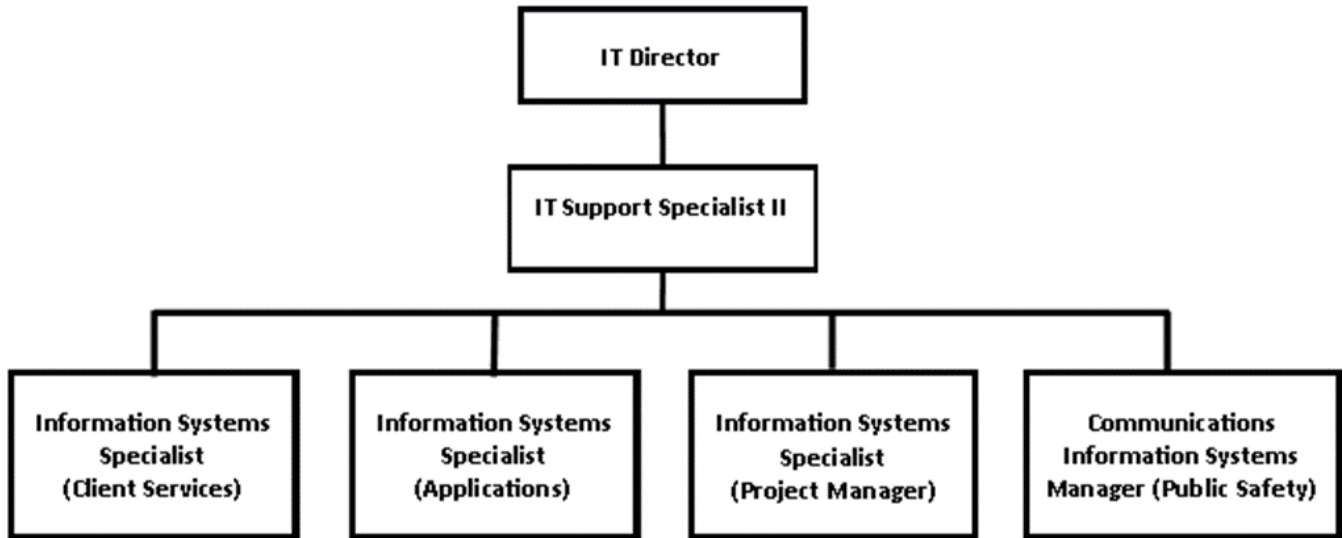 IT Director
IT Support Specialist II
Information Systems
Specialist
(Client Services)
Information Systems
Specialist
(Applications)
Information Systems
Specialist
(Project Manager)
Communications
Information Systems
Manager (Public Safety)